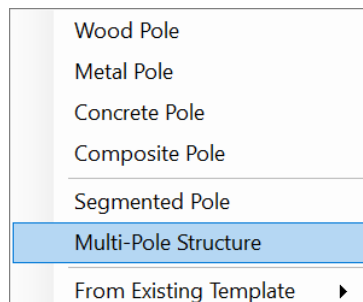 Wood Pole
Metal Pole
Concrete Pole
Composite Pole
Segmented Pole
Multi-Pole Structure
From Existing Template